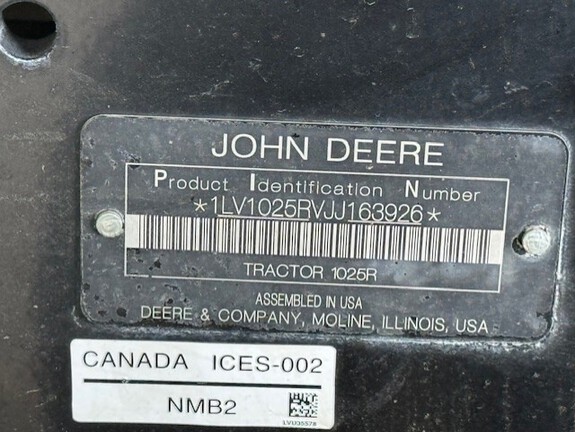 JOHN DEERE
Product Identification Number
*1LV1025RVJJ163926*
TRACTOR 1025R
ASSEMBLED IN USA
DEERE & COMPANY, MOLINE, ILLINOIS, USA
CANADA ICES-002
NMB2